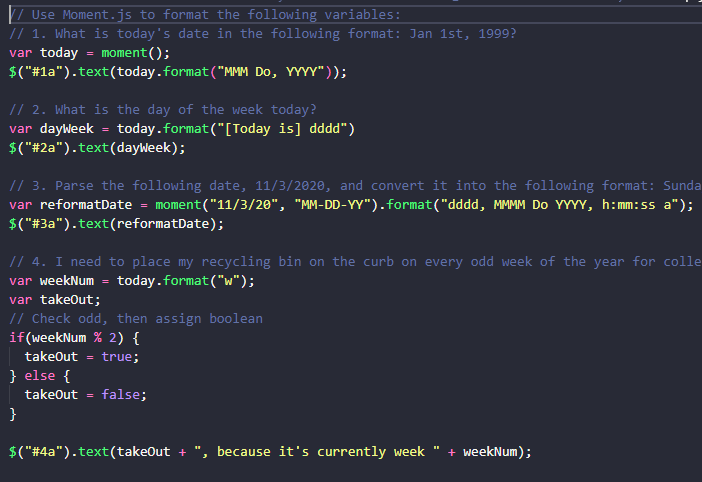 // Use Moment.js to format the following variables:
// 1. What is today's date in the following format: Jan 1st, 1999?
var today = moment();
$("#1a").text(today.format("MMM Do, YYYY"));
// 2. What is the day of the week today?
var dayWeek = today.format("[Today is] dddd")
$("#2a").text(dayWeek);
// 3. Parse the following date, 11/3/2020, and convert it into the following format: Sunda
var reformatDate = moment("11/3/20", "MM-DD-YY").format("dddd, MMMM Do YYYY, h:mm:ss a");
$("#3a").text(reformatDate);
// 4. I need to place my recycling bin on the curb on every odd week of the year for colle
var weekNum = today.format("w");
var takeOut;
// Check odd, then assign boolean
if(weekNum % 2) {
  takeOut = true;
} else {
  takeOut = false;
}
$("#4a").text(takeOut + ", because it's currently week " + weekNum);